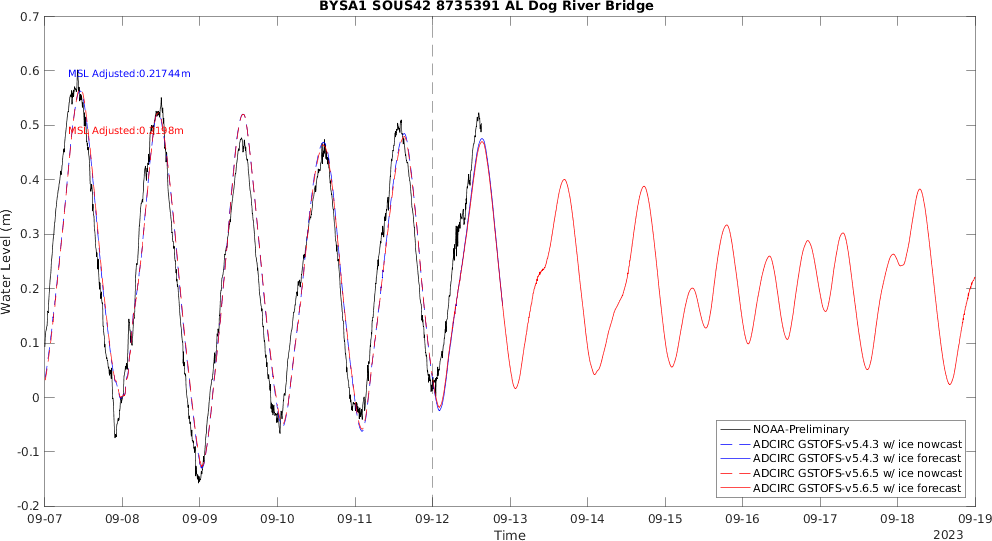 BYSA1 SOUS42 8735391 AL Dog River Bridge
0.7
0.6
0.5
0.4
0.3
0.2
0.1
0
-0.1
-0.2
Water Level (m)
MSL Adjusted:0.21744m
MSL
NOAA-Preliminary
ADCIRC GSTOFS-v5.4.3 w/ ice nowcast
ADCIRC GSTOFS-v5.4.3 w/ ice forecast
ADCIRC GSTOFS-v5.6.5 w/ ice nowcast
ADCIRC GSTOFS-v5.6.5 w/ ice forecast
09-07 09-08 09-09 09-10 09-11 09-12 09-13 09-14 09-15 09-16 09-17 09-18 09-19
Time
2023